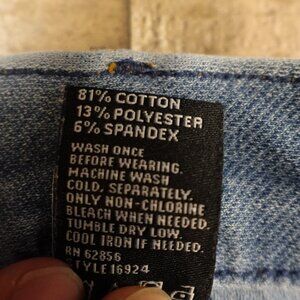 81% COTTON
13% POLYESTER
6% SPANDEX
WASH ONCE
BEFORE WEARING.
MACHINE WASH
COLD, SEPARATELY.
ONLY NON-CHLORINE
BLEACH WHEN NEEDED.
TUMBLE DRY LOW.
COOL IRON IF NEEDED.
RN 62856
STYLE 16924